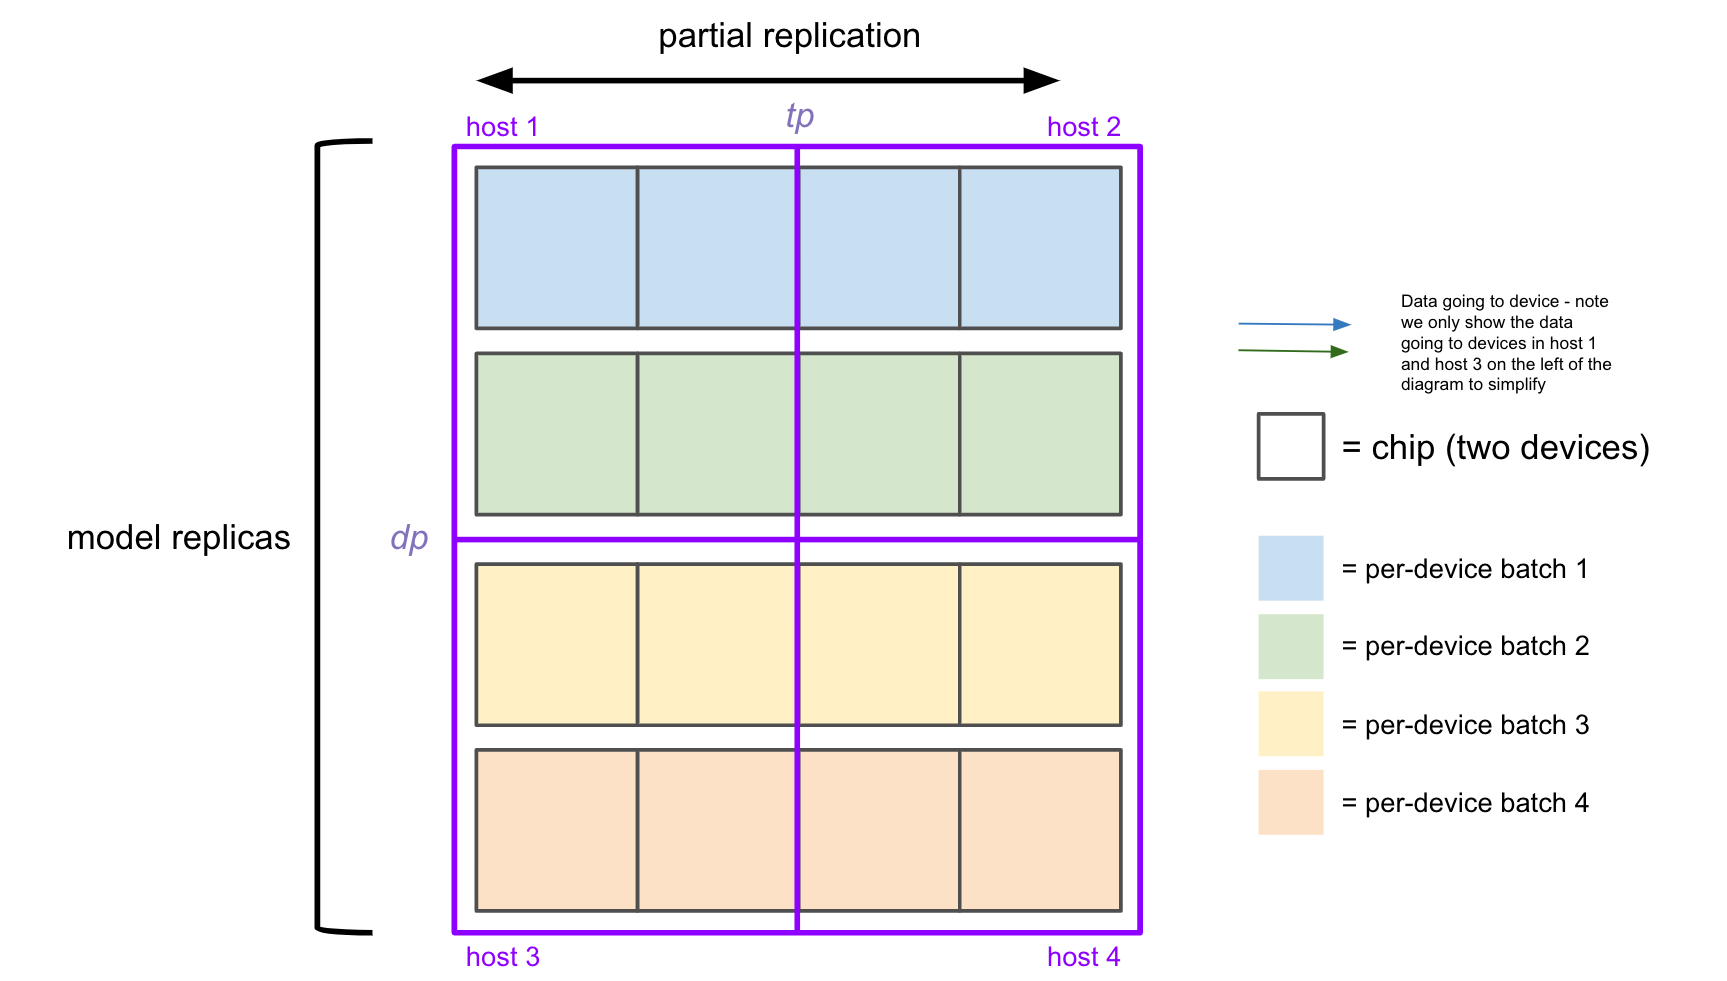 partial replication
tp
host 1
host 2
model replicas
dp
host 3
host 4
Data going to device - note
we only show the data
going to devices in host 1
and host 3 on the left of the
diagram to simplify
= chip (two devices)
= per-device batch 1
= per-device batch 2
= per-device batch 3
= per-device batch 4